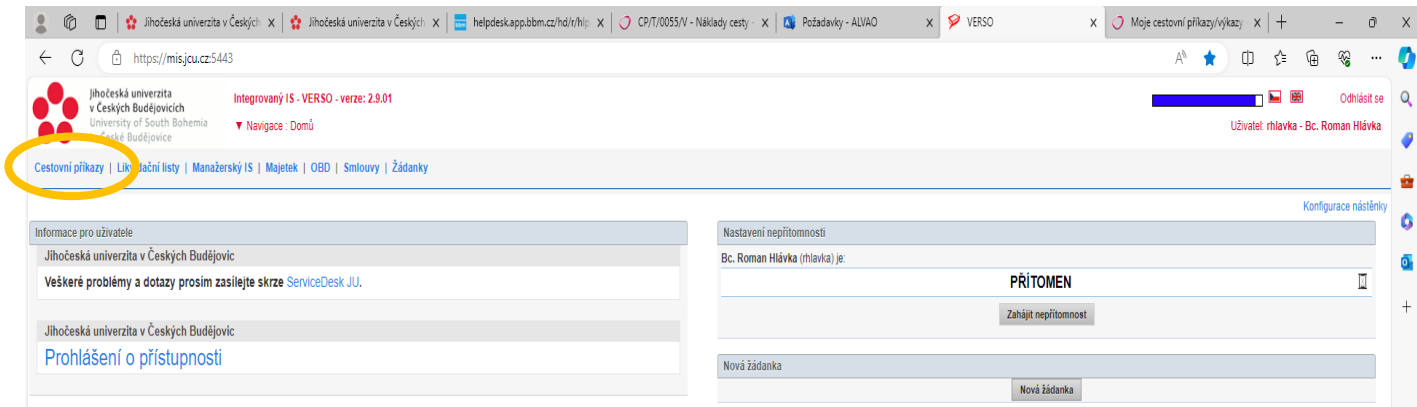 Jihočeská univerzita v Českých
Jihočeská univerzita v Českých
helpdesk.app.bbm.cz/hd/r/hlp
CP/T/0055/V - Náklady cesty -
Požadavky - ALVAO
VERSO
Moje cestovní příkazy/výkazy
https://mis.jcu.cz:5443
Jihočeská univerzita
v Českých Budějovicích
University of South Bohemia
České Budějovice
Integrovaný IS - VERSO - verze: 2.9.01
▼ Navigace : Domů
Odhlásit se
Uživatel: rhlavka - Bc. Roman Hlávka
Cestovní příkazy | Likvidační listy | Manažerský IS | Majetek | OBD | Smlouvy | Žádanky
Konfigurace nástěnky
Informace pro uživatele
Jihočeská univerzita v Českých Budějovic
Veškeré problémy a dotazy prosím zasílejte skrze ServiceDesk JU.
Jihočeská univerzita v Českých Budějovic
Prohlášení o přístupnosti
Nastavení nepřítomnosti
Bc. Roman Hlávka (rhlavka) je:
PŘÍTOMEN
Zahájit nepřítomnost
Nová žádanka
Nová žádanka